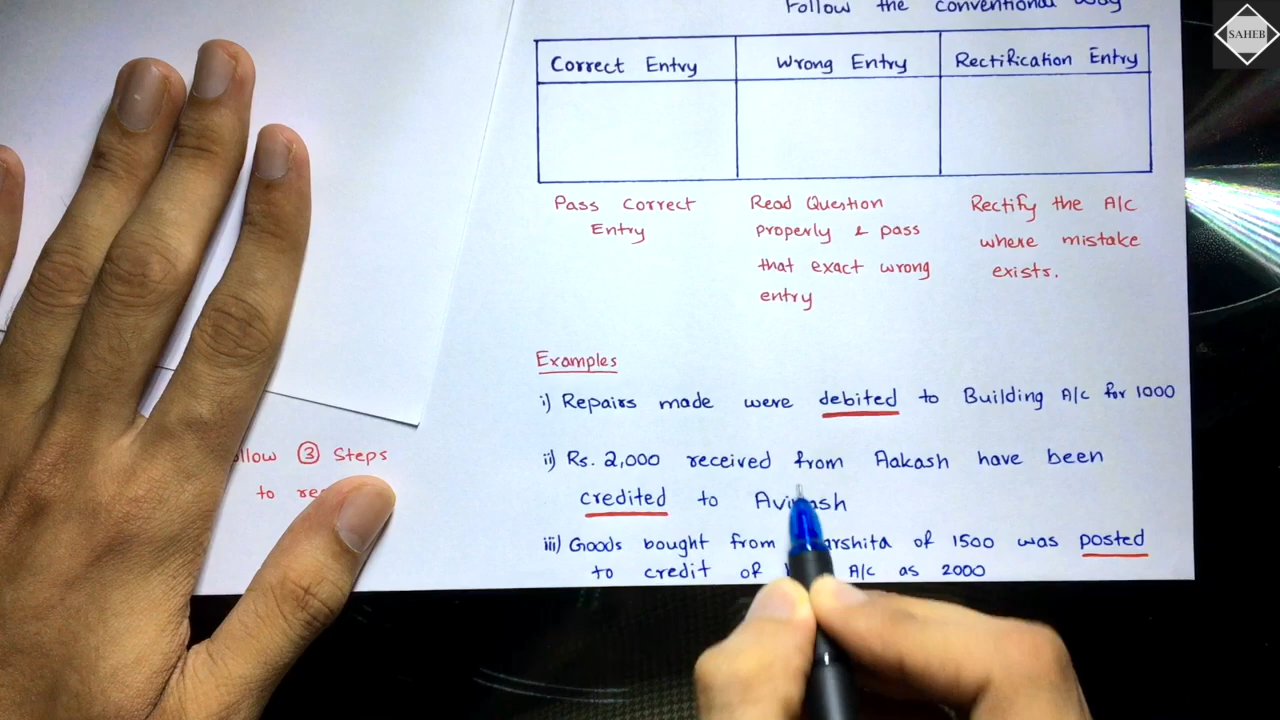 Follow the conventional way
Correct Entry Wrong Entry Rectification Entry
Pass Correct Entry
Read Question properly & pass that exact wrong entry
Rectify the A/c where mistake exists.
Examples
i) Repairs made were debited to Building A/c for 1000
ii) Rs. 2,000 received from Aakash have been
credited to
iii) Goods bought from of 1500 was posted
to credit of A/c as 2000
3 Steps
to
SAHEB